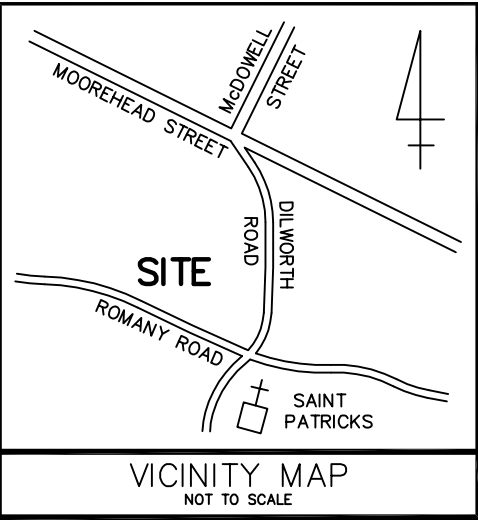 McDOWELL
STREET
MOOREHEAD STREET
DILWORTH
ROAD
SITE
ROMANY ROAD
SAINT
PATRICKS
VICINITY MAP
NOT TO SCALE